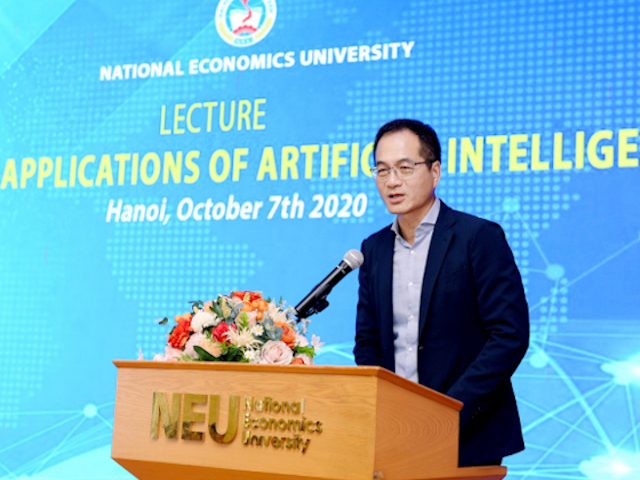 NATIONAL ECONOMICS UNIVERSITY
LECTURE
APPLICATIONS OF ARTIFIC INTELLIGE
Hanoi, October 7th 2020
NEU National
Economics
University